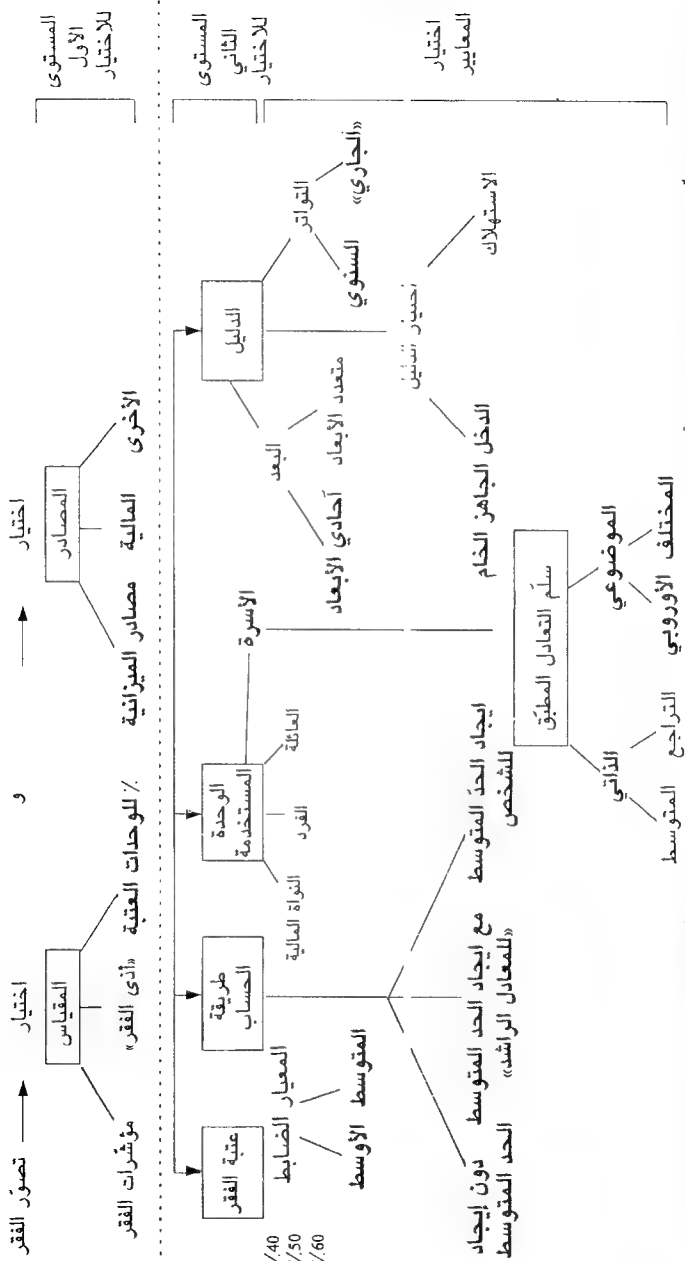 تصوّر الفقر
اختيار
و
اختيار
المستوى
الأول
للاختيار
المقياس
المصادر
مؤشرات الفقر
«أذى الفقر»
٪ للوحدات العتبة
مصادر الميزانية
المالية
الأخرى
المستوى
الثاني
للاختيار
عتبة الفقر
طريقة
الحساب
الوحدة
المستخدمة
الدليل
٪40
٪50
٪60
المعيار
الضابط
الأوسط
المتوسط
النواة المالية
الفرد
العائلة
الأسرة
البعد
آحادي
الأبعاد
متعدد
الأبعاد
التواتر
السنوي
«الجاري»
اختيار
المعايير
اختيار الدليل
الدخل الجاهز الخام
الاستهلاك
دون إيجاد
الحد المتوسط
مع إيجاد الحد المتوسط
«للمعادل الراشد»
إيجاد الحدّ المتوسط
للشخص
سلّم التعادل المطبّق
الذاتي
الموضوعي
المتوسط
التراجع
الأوروبي
المختلف